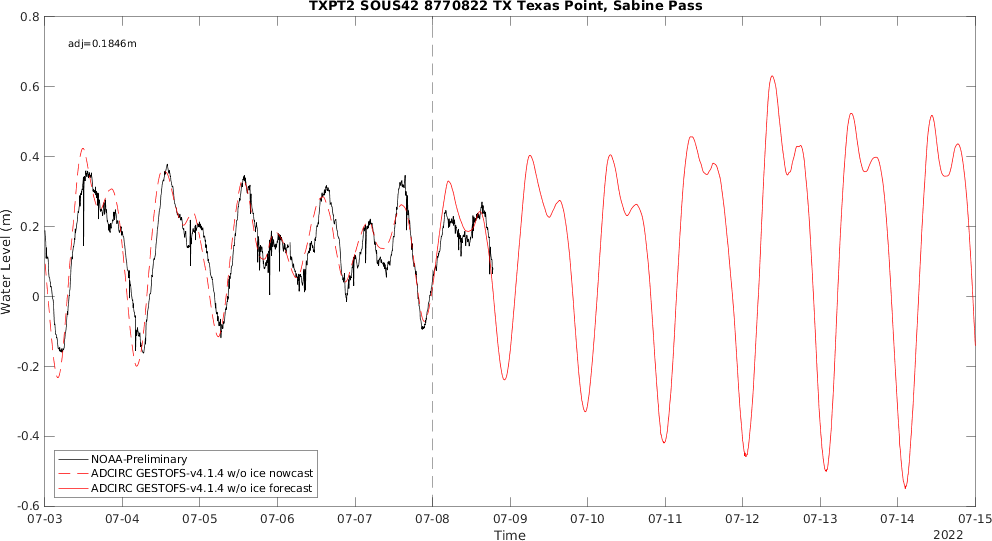 TXPT2 SOUS42 8770822 TX Texas Point, Sabine Pass
adj=0.1846m
0.8
0.6
0.4
0.2
0
-0.2
-0.4
-0.6
Water Level (m)
NOAA-Preliminary
ADCIRC GESTOFS-v4.1.4 w/o ice nowcast
ADCIRC GESTOFS-v4.1.4 w/o ice forecast
07-03 07-04 07-05 07-06 07-07 07-08 07-09 07-10 07-11 07-12 07-13 07-14 07-15
Time
2022